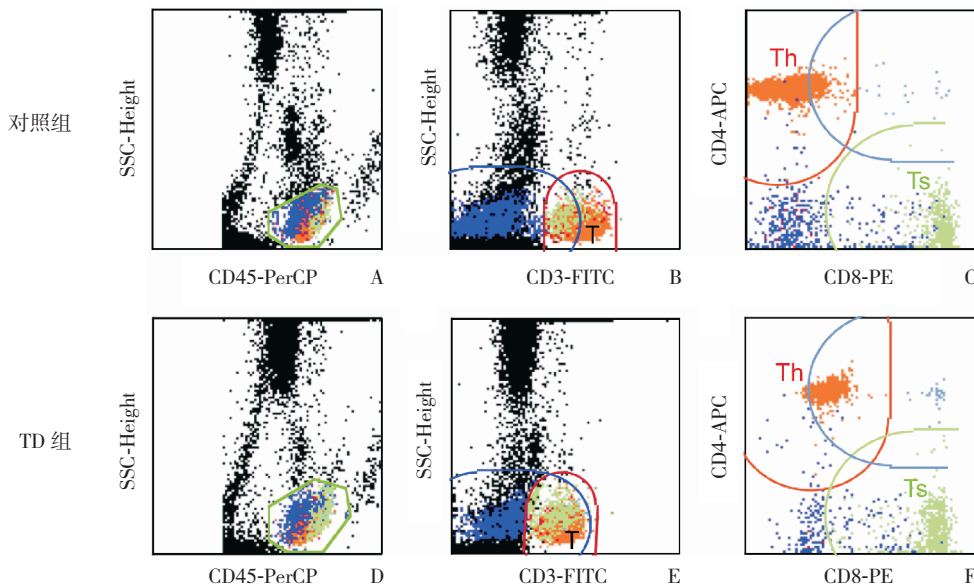 对照组
SSC-Height
CD45-PerCP
A
SSC-Height
T
CD3-FITC
B
CD4-APC
Th
Ts
CD8-PE
C
TD 组
SSC-Height
CD45-PerCP
D
SSC-Height
T
CD3-FITC
E
CD4-APC
Th
Ts
CD8-PE
F